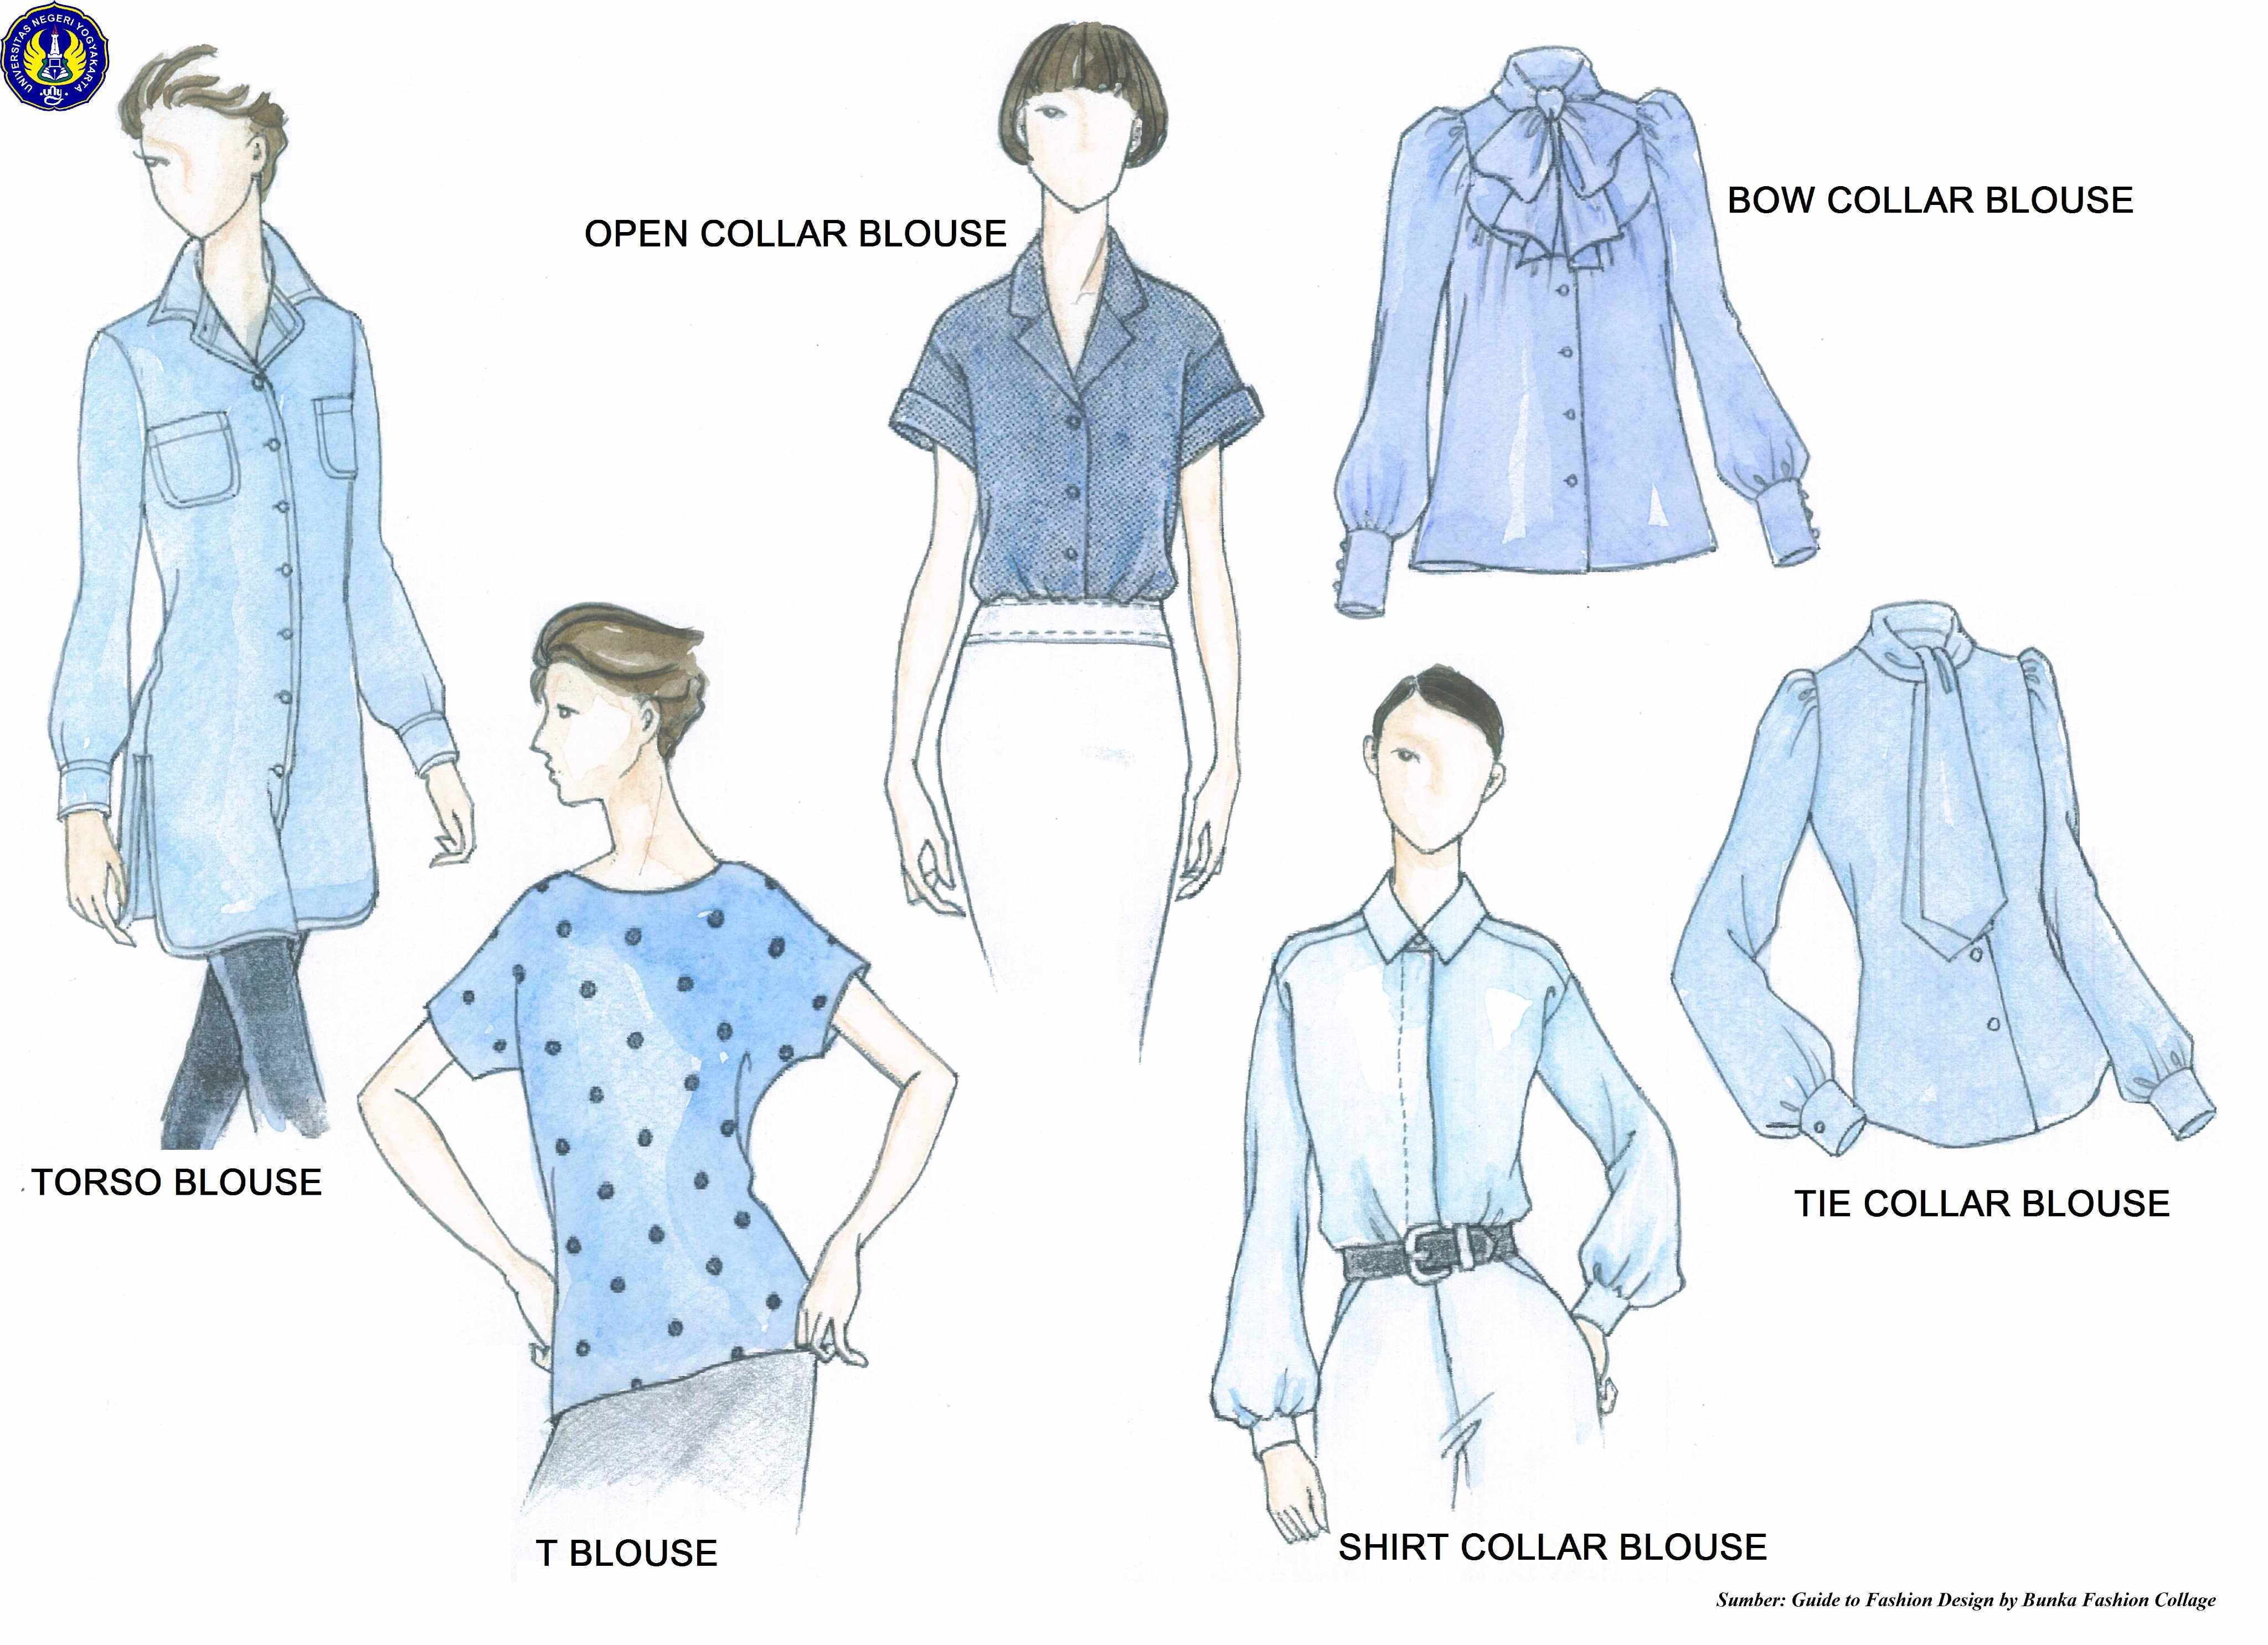 UNIVERSITAS NEGERI YOGYAKARTA
uny
OPEN COLLAR BLOUSE
BOW COLLAR BLOUSE
TORSO BLOUSE
TIE COLLAR BLOUSE
T BLOUSE
SHIRT COLLAR BLOUSE
Sumber: Guide to Fashion Design by Bunka Fashion Collage